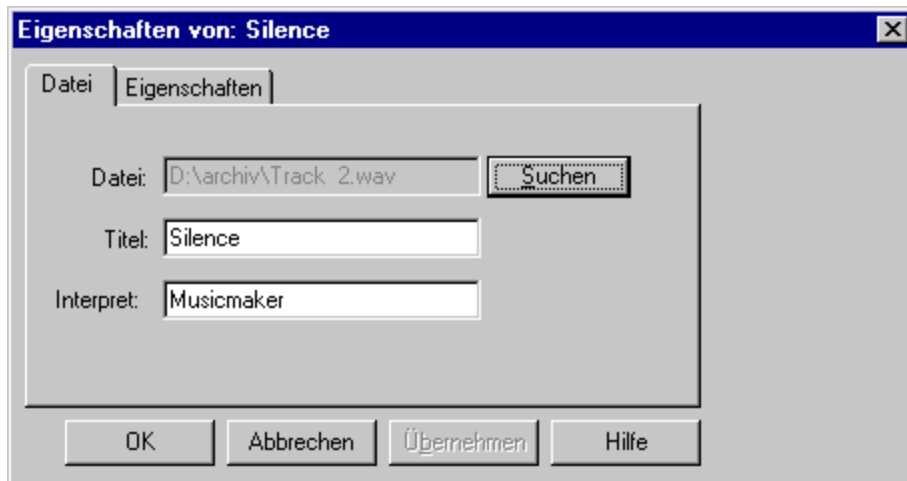 Eigenschaften von: Silence
Datei Eigenschaften
Datei: D:\archiv\Track 2.wav Suchen
Titel: Silence
Interpret: Musicmaker
OK Abbrechen Übernehmen Hilfe